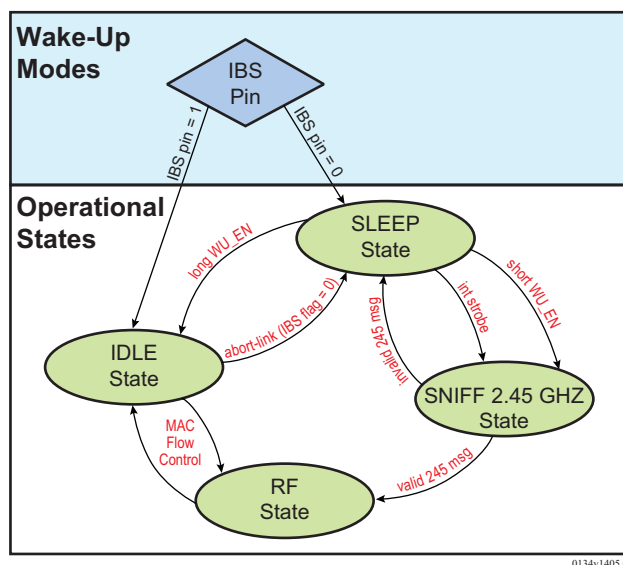 Wake-Up
Modes
IBS
Pin
IBS pin = 1
IBS pin = 0
Operational
States
SLEEP
State
long WU_EN
short WU_EN
int strobe
abort-link (IBS flag = 0)
invalid 245 msg
IDLE
State
SNIFF 2.45 GHZ
State
MAC
Flow
Control
valid 245 msg
RF
State
0134v1405